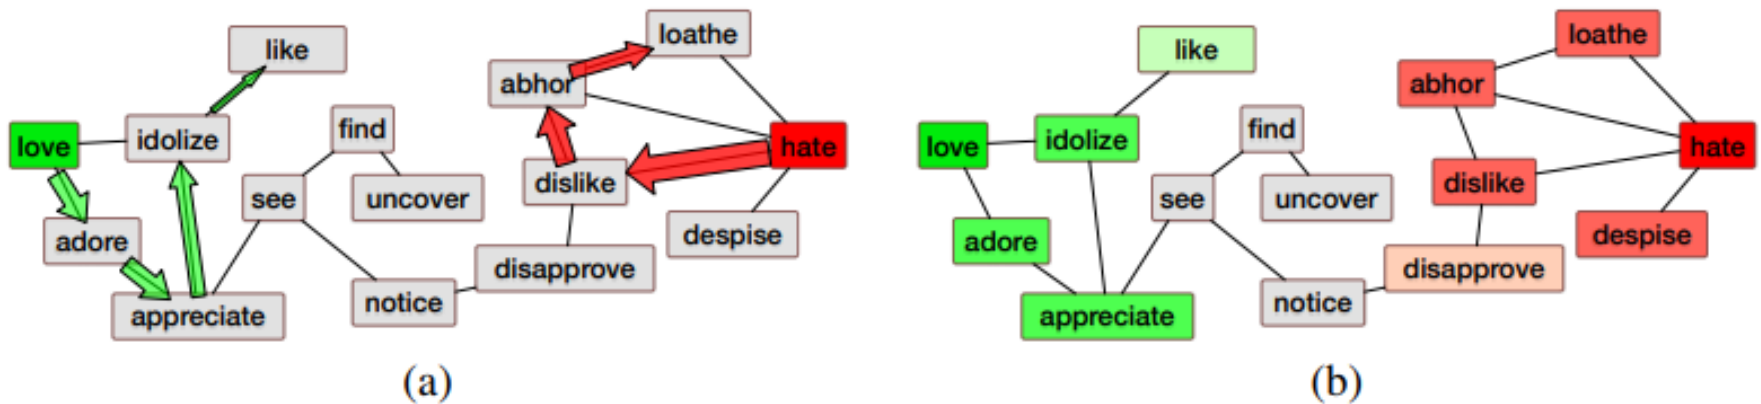 like
loathe
abhor
find
love
idolize
hate
see
uncover
dislike
adore
despise
disapprove
notice
appreciate
(a)
like
loathe
abhor
find
love
idolize
hate
see
uncover
dislike
adore
despise
disapprove
notice
appreciate
(b)